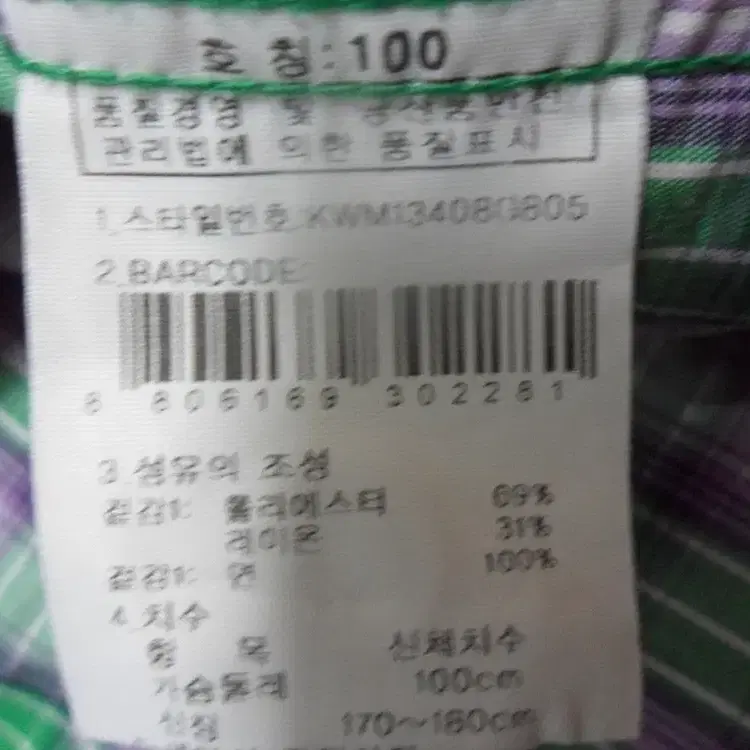 호 칭:100
품질경영 및 공산품안전
관리법에 의한 품질표시
1.스타일번호:KWM13408G805
2.BARCODE:
8 806169 302281
3.섬유의 조성
겉감1: 폴리에스터 69%
레이온 31%
겉감1: 면 100%
4.치수
항 목 신체치수
가슴둘레 100cm
신장 170~180cm